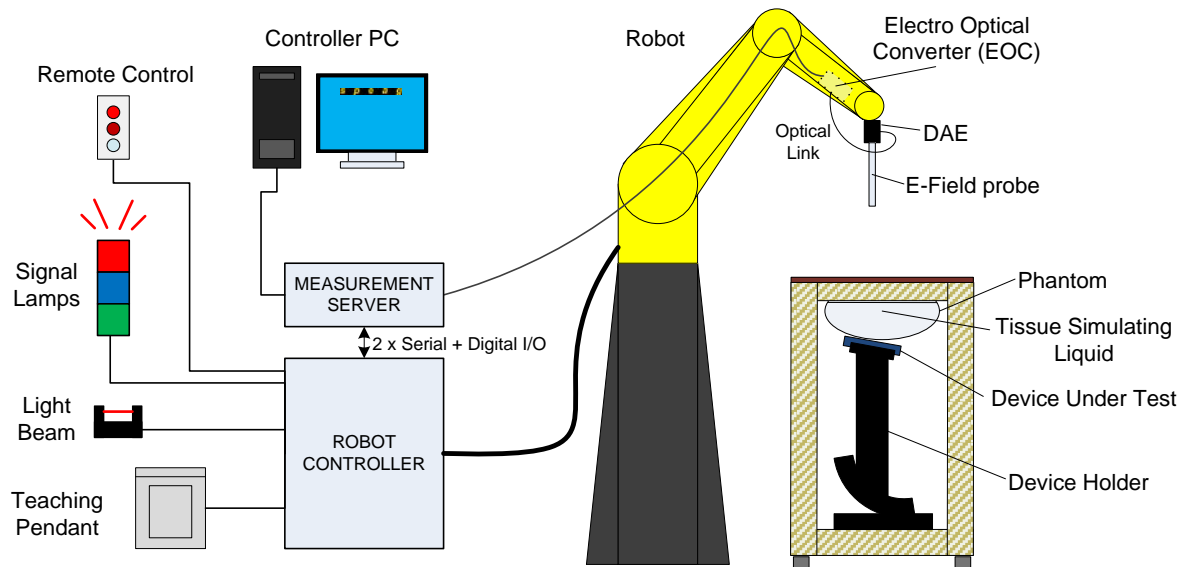 Controller PC
Remote Control
Robot
Electro Optical
Converter (EOC)
speag
Optical
Link
DAE
E-Field probe
Signal
Lamps
MEASUREMENT
SERVER
2 x Serial + Digital I/O
Phantom
Tissue Simulating
Liquid
Device Under Test
Light
Beam
ROBOT
CONTROLLER
Teaching
Pendant
Device Holder